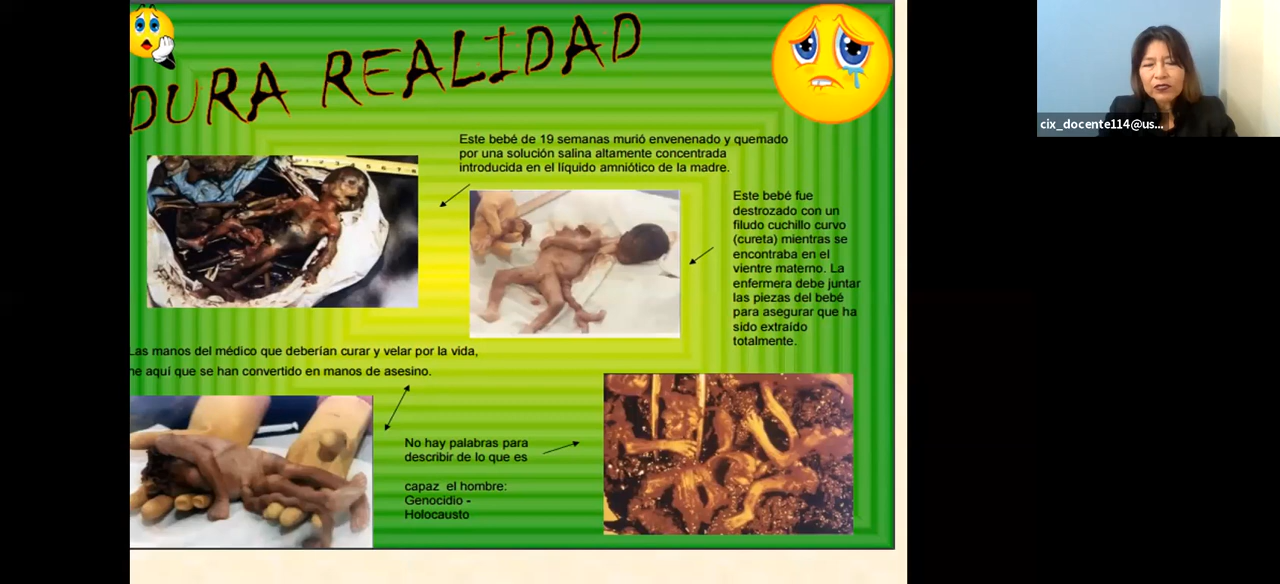 DURA REALIDAD
cix_docente114@us...
Este bebé de 19 semanas murió envenenado y quemado
por una solución salina altamente concentrada
introducida en el líquido amniótico de la madre.
Este bebé fue
destrozado con un
filudo cuchillo curvo
(cureta) mientras se
encontraba en el
vientre materno. La
enfermera debe juntar
las piezas del bebé
para asegurar que ha
sido extraído
totalmente.
Las manos del médico que deberían curar y velar por la vida,
he aquí que se han convertido en manos de asesino.
No hay palabras para
describir de lo que es
capaz el hombre:
Genocidio -
Holocausto